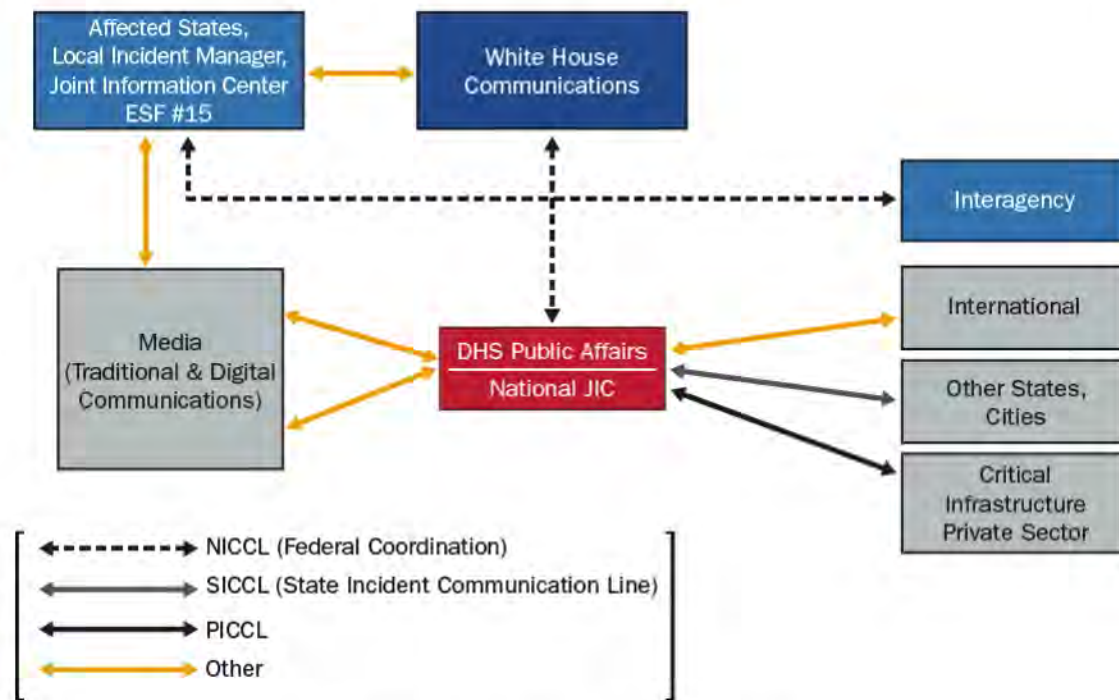 Affected States,
Local Incident Manager,
Joint Information Center
ESF #15
White House
Communications
Interagency
International
Media
(Traditional & Digital
Communications)
DHS Public Affairs
National JIC
Other States,
Cities
Critical
Infrastructure
Private Sector
NICCL (Federal Coordination)
SICCL (State Incident Communication Line)
PICCL
Other